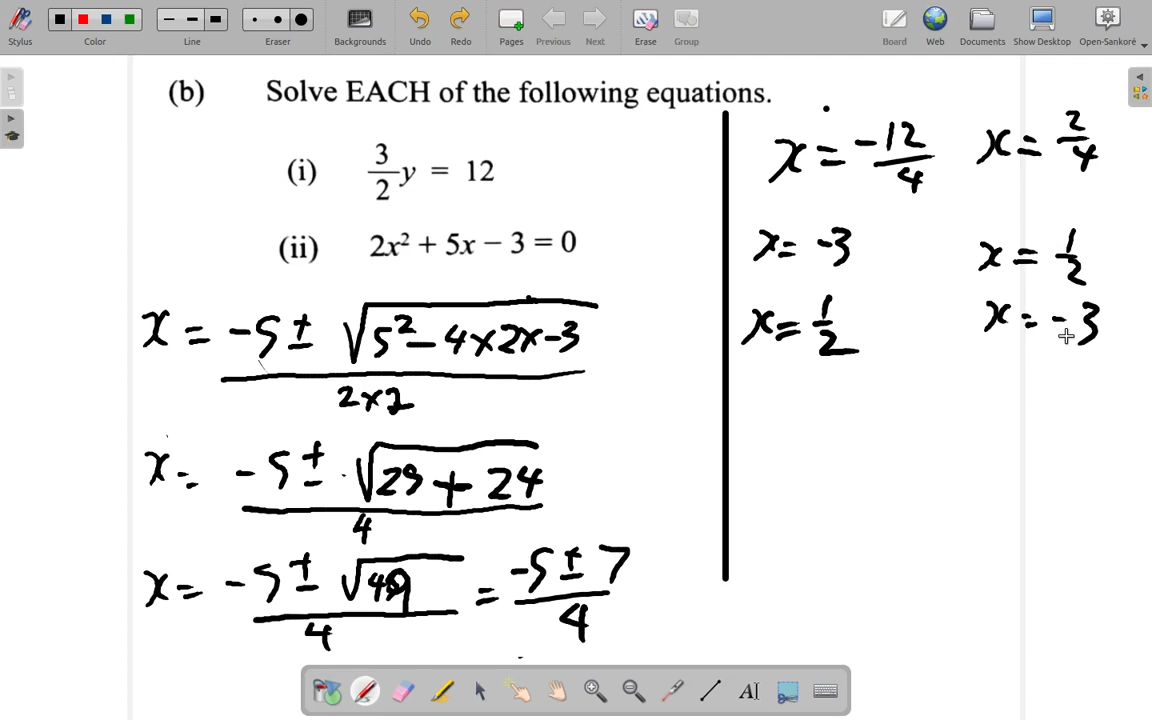 Stylus
Color
Line
Eraser
Backgrounds
Undo
Redo
Pages
Previous
Next
Erase
Group
Board
Web
Documents
Show Desktop
Open-Sankoré
(b) Solve EACH of the following equations.
(i) 3/2 y = 12
(ii) 2x² + 5x − 3 = 0
x = -5 ± √(5² - 4×2×-3) / 2×2
x = -5 ± √(25 + 24) / 4
x = -5 ± √49 / 4 = -5 ± 7 / 4
x = -12/4
x = -3
x = 1/2
x = 2/4
x = 1/2
x = -3
AI